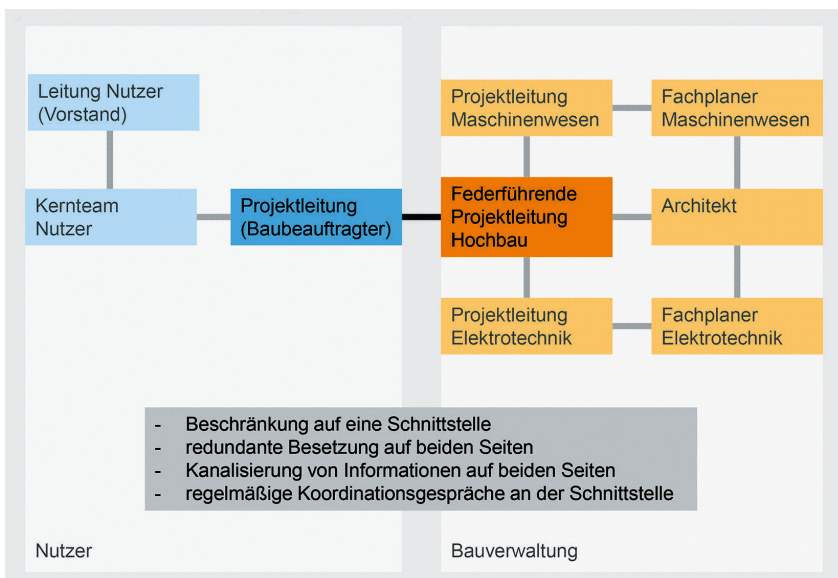 Leitung Nutzer
(Vorstand)
Kernteam
Nutzer
Projektleitung
(Baubeauftragter)
Projektleitung
Maschinenwesen
Fachplaner
Maschinenwesen
Federführende
Projektleitung
Hochbau
Architekt
Projektleitung
Elektrotechnik
Fachplaner
Elektrotechnik
- Beschränkung auf eine Schnittstelle
- redundante Besetzung auf beiden Seiten
- Kanalisierung von Informationen auf beiden Seiten
- regelmäßige Koordinationsgespräche an der Schnittstelle
Nutzer
Bauverwaltung